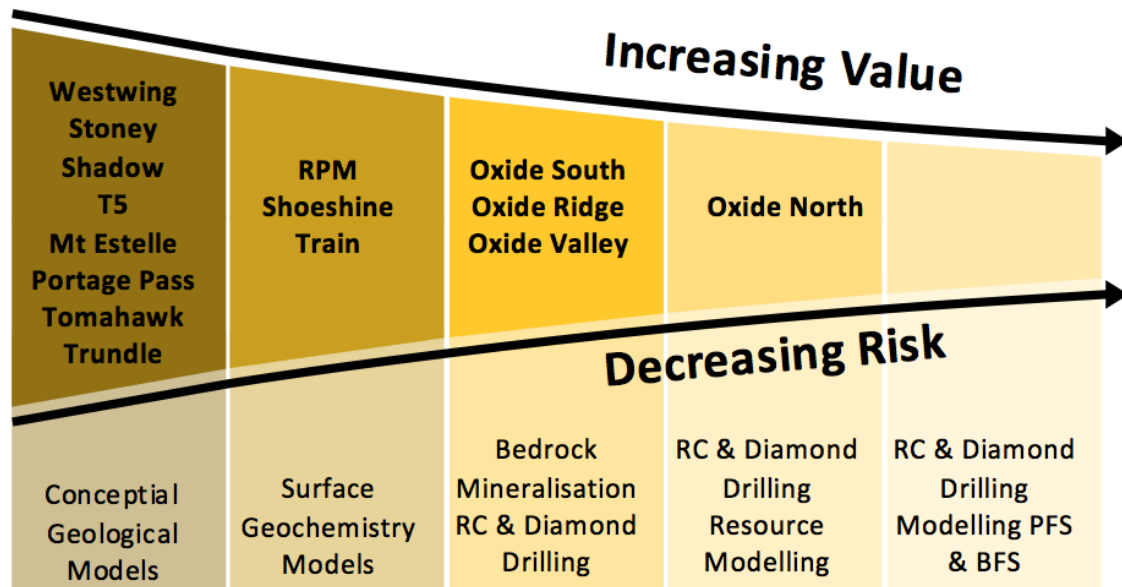 Increasing Value
Westwing
Stoney
Shadow
T5
Mt Estelle
Portage Pass
Tomahawk
Trundle
RPM
Shoeshine
Train
Oxide South
Oxide Ridge
Oxide Valley
Oxide North
Decreasing Risk
Conceptial
Geological
Models
Surface
Geochemistry
Models
Bedrock
Mineralisation
RC & Diamond
Drilling
RC & Diamond
Drilling
Resource
Modelling
RC & Diamond
Drilling
Modelling PFS
& BFS